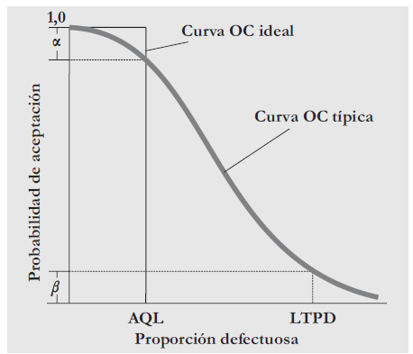 1,0
α
Curva OC ideal
Curva OC típica
Probabilidad de aceptación
β
AQL
LTPD
Proporción defectuosa